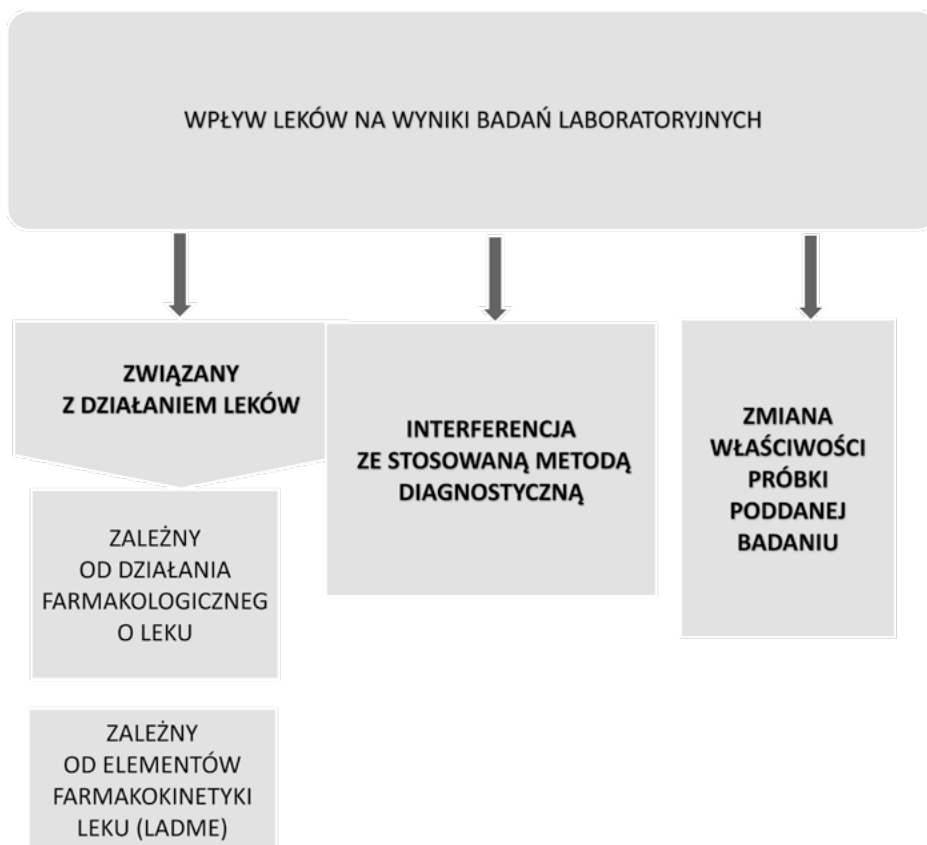 WPŁYW LEKÓW NA WYNIKI BADAŃ LABORATORYJNYCH
ZWIĄZANY
Z DZIAŁANIEM LEKÓW
ZALEŻNY
OD DZIAŁANIA
FARMAKOLOGICZNEG
O LEKU
ZALEŻNY
OD ELEMENTÓW
FARMAKOKINETYKI
LEKU (LADME)
INTERFERENCJA
ZE STOSOWANĄ METODĄ
DIAGNOSTYCZNĄ
ZMIANA
WŁAŚCIWOŚCI
PRÓBKI
PODDANEJ
BADANIU